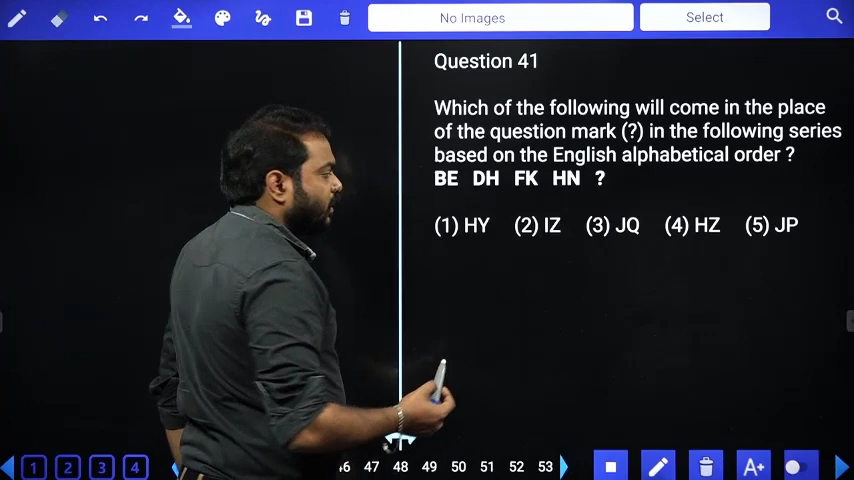 No Images
Select
Question 41
Which of the following will come in the place
of the question mark (?) in the following series
based on the English alphabetical order ?
BE DH FK HN ?
(1) HY (2) IZ (3) JQ (4) HZ (5) JP
1 2 3 4
47 48 49 50 51 52 53
A+